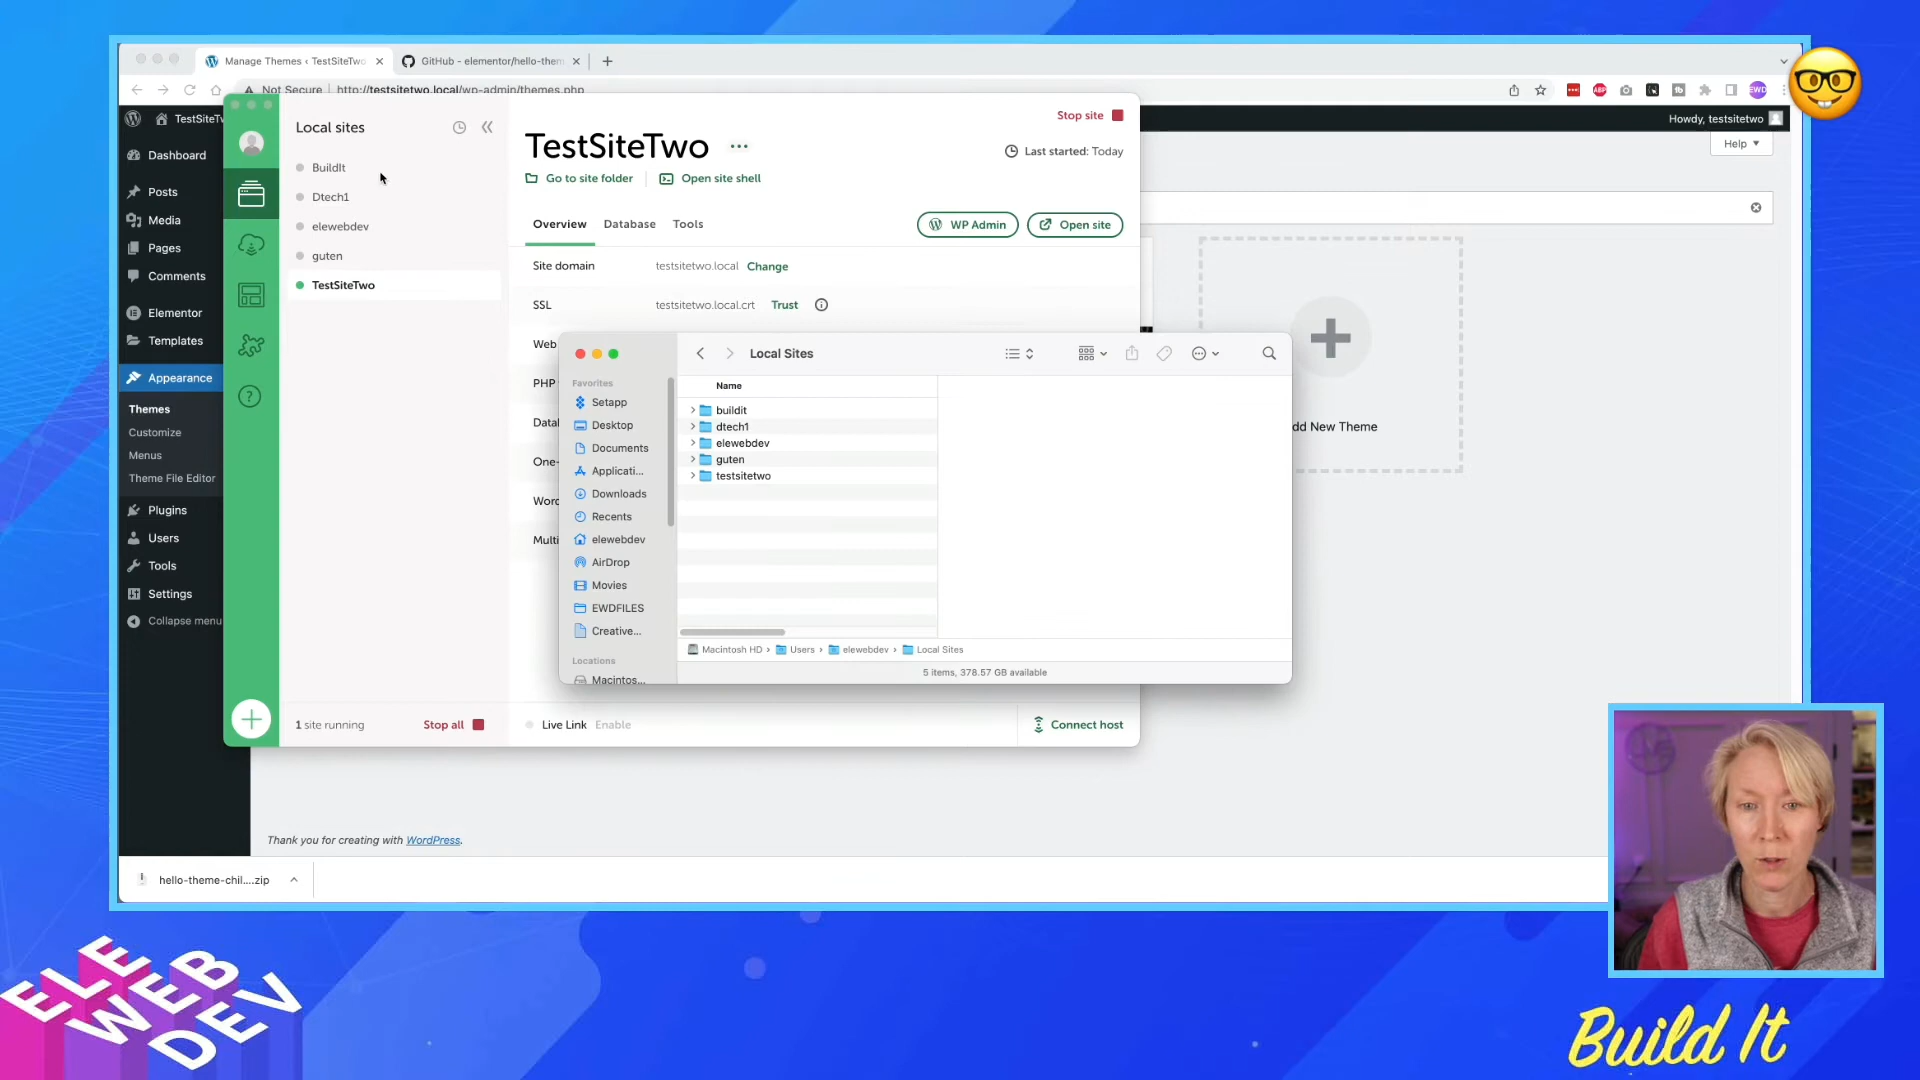 Manage Themes ‹ TestSiteTwo
GitHub - elementor/hello-them
Not Secure | http://testsitetwo.local/wp-admin/themes.php
ABP
EWD
TestSiteTw
Howdy, testsitetwo
Help
Dashboard
Posts
Media
Pages
Comments
Elementor
Templates
Appearance
Themes
Customize
Menus
Theme File Editor
Plugins
Users
Tools
Settings
Collapse menu
Local sites
BuildIt
Dtech1
elewebdev
guten
TestSiteTwo
1 site running
Stop all
Stop site
TestSiteTwo
Last started: Today
Go to site folder
Open site shell
Overview
Database
Tools
WP Admin
Open site
Site domain
testsitetwo.local
Change
SSL
testsitetwo.local.crt
Trust
Web
PHP
Datal
One-
Word
Multi
Live Link
Enable
Connect host
Local Sites
Favorites
Setapp
Desktop
Documents
Applicati...
Downloads
Recents
elewebdev
AirDrop
Movies
EWDFILES
Creative...
Locations
Macintos...
Name
buildit
dtech1
elewebdev
guten
testsitetwo
Macintosh HD › Users › elewebdev › Local Sites
5 items, 378.57 GB available
dd New Theme
Thank you for creating with WordPress.
hello-theme-chil....zip
ELE
WEB
DEV
Build It